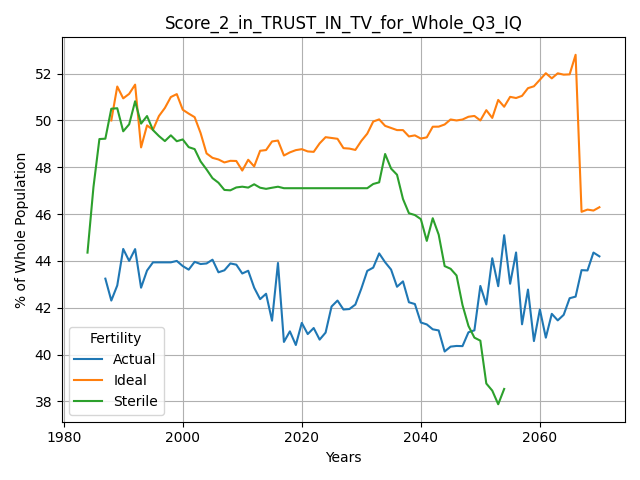 Score_2_in_TRUST_IN_TV_for_Whole_Q3_IQ
% of Whole Population
52
50
48
46
44
42
40
38
Fertility
Actual
Ideal
Sterile
1980
2000
2020
2040
2060
Years